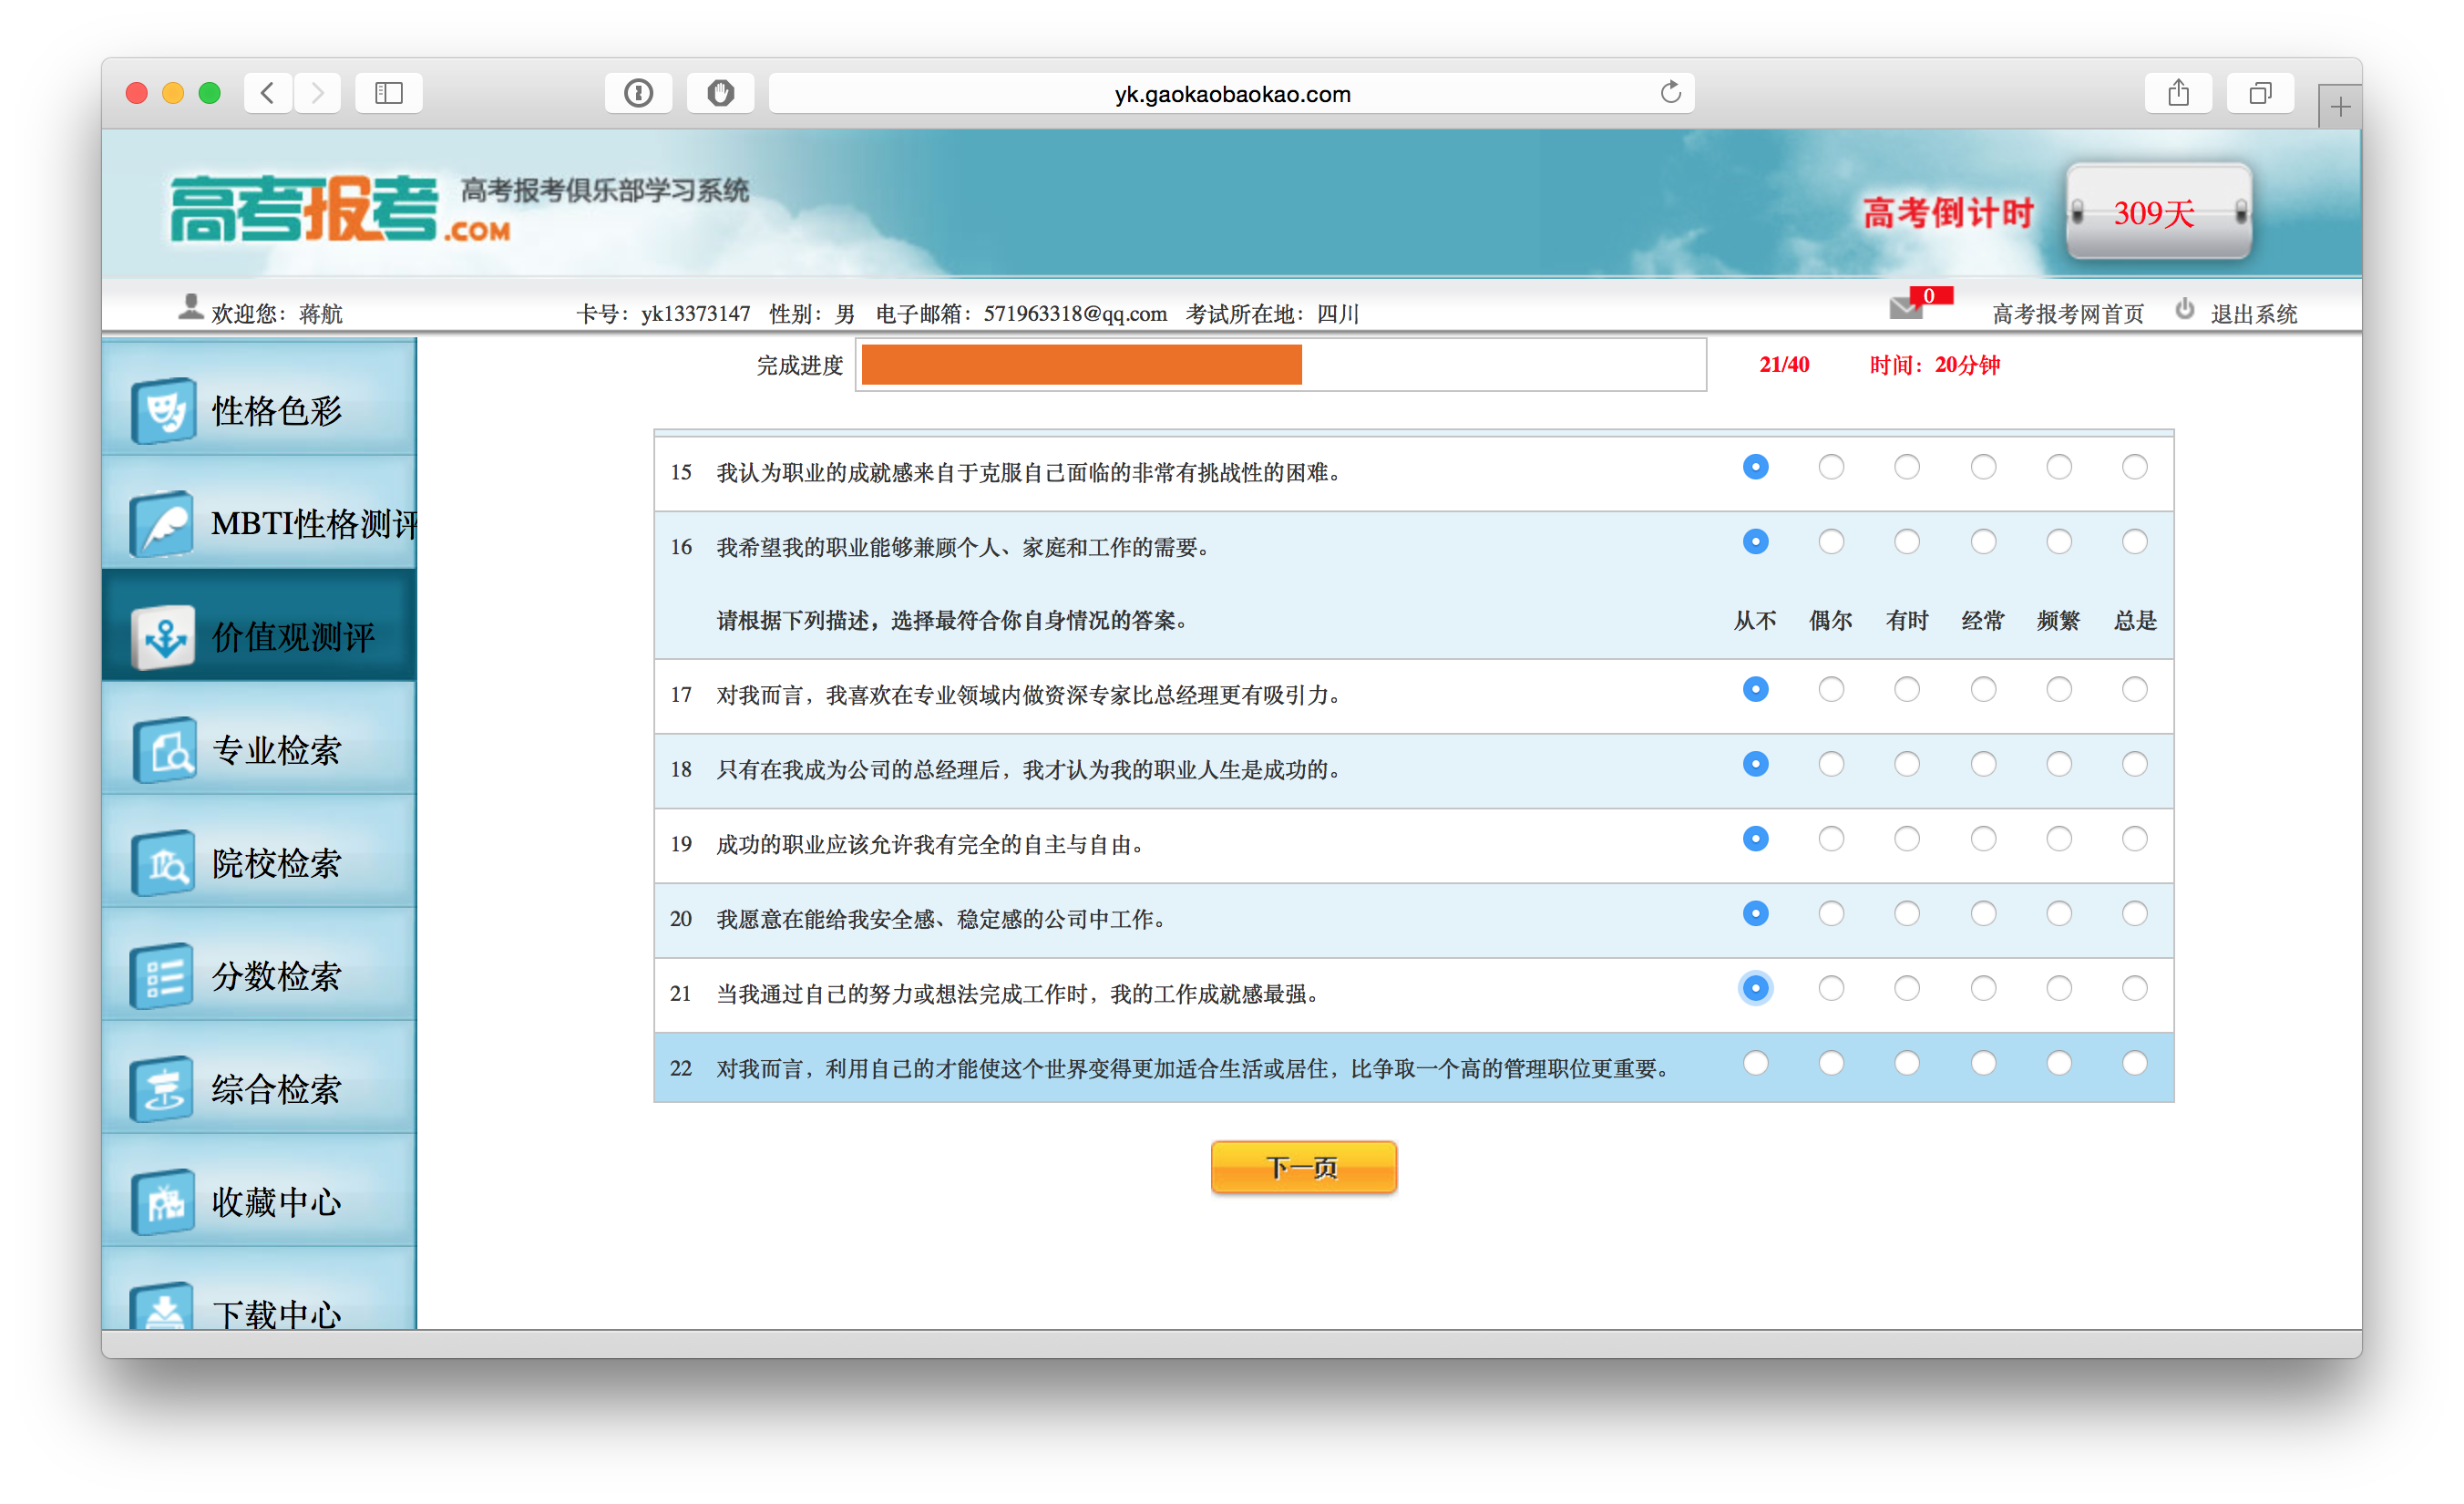 yk.gaokaobaokao.com
高考报考.COM 高考报考俱乐部学习系统
高考倒计时 309天
欢迎您：蒋航 卡号：yk13373147 性别：男 电子邮箱：571963318@qq.com 考试所在地：四川 0 高考报考网首页 退出系统
完成进度 21/40 时间：20分钟
性格色彩
MBTI性格测评
价值观测评
专业检索
院校检索
分数检索
综合检索
收藏中心
下载中心
15 我认为职业的成就感来自于克服自己面临的非常有挑战性的困难。
16 我希望我的职业能够兼顾个人、家庭和工作的需要。
请根据下列描述，选择最符合你自身情况的答案。 从不 偶尔 有时 经常 频繁 总是
17 对我而言，我喜欢在专业领域内做资深专家比总经理更有吸引力。
18 只有在我成为公司的总经理后，我才认为我的职业人生是成功的。
19 成功的职业应该允许我有完全的自主与自由。
20 我愿意在能给我安全感、稳定感的公司中工作。
21 当我通过自己的努力或想法完成工作时，我的工作成就感最强。
22 对我而言，利用自己的才能使这个世界变得更加适合生活或居住，比争取一个高的管理职位更重要。
下一页